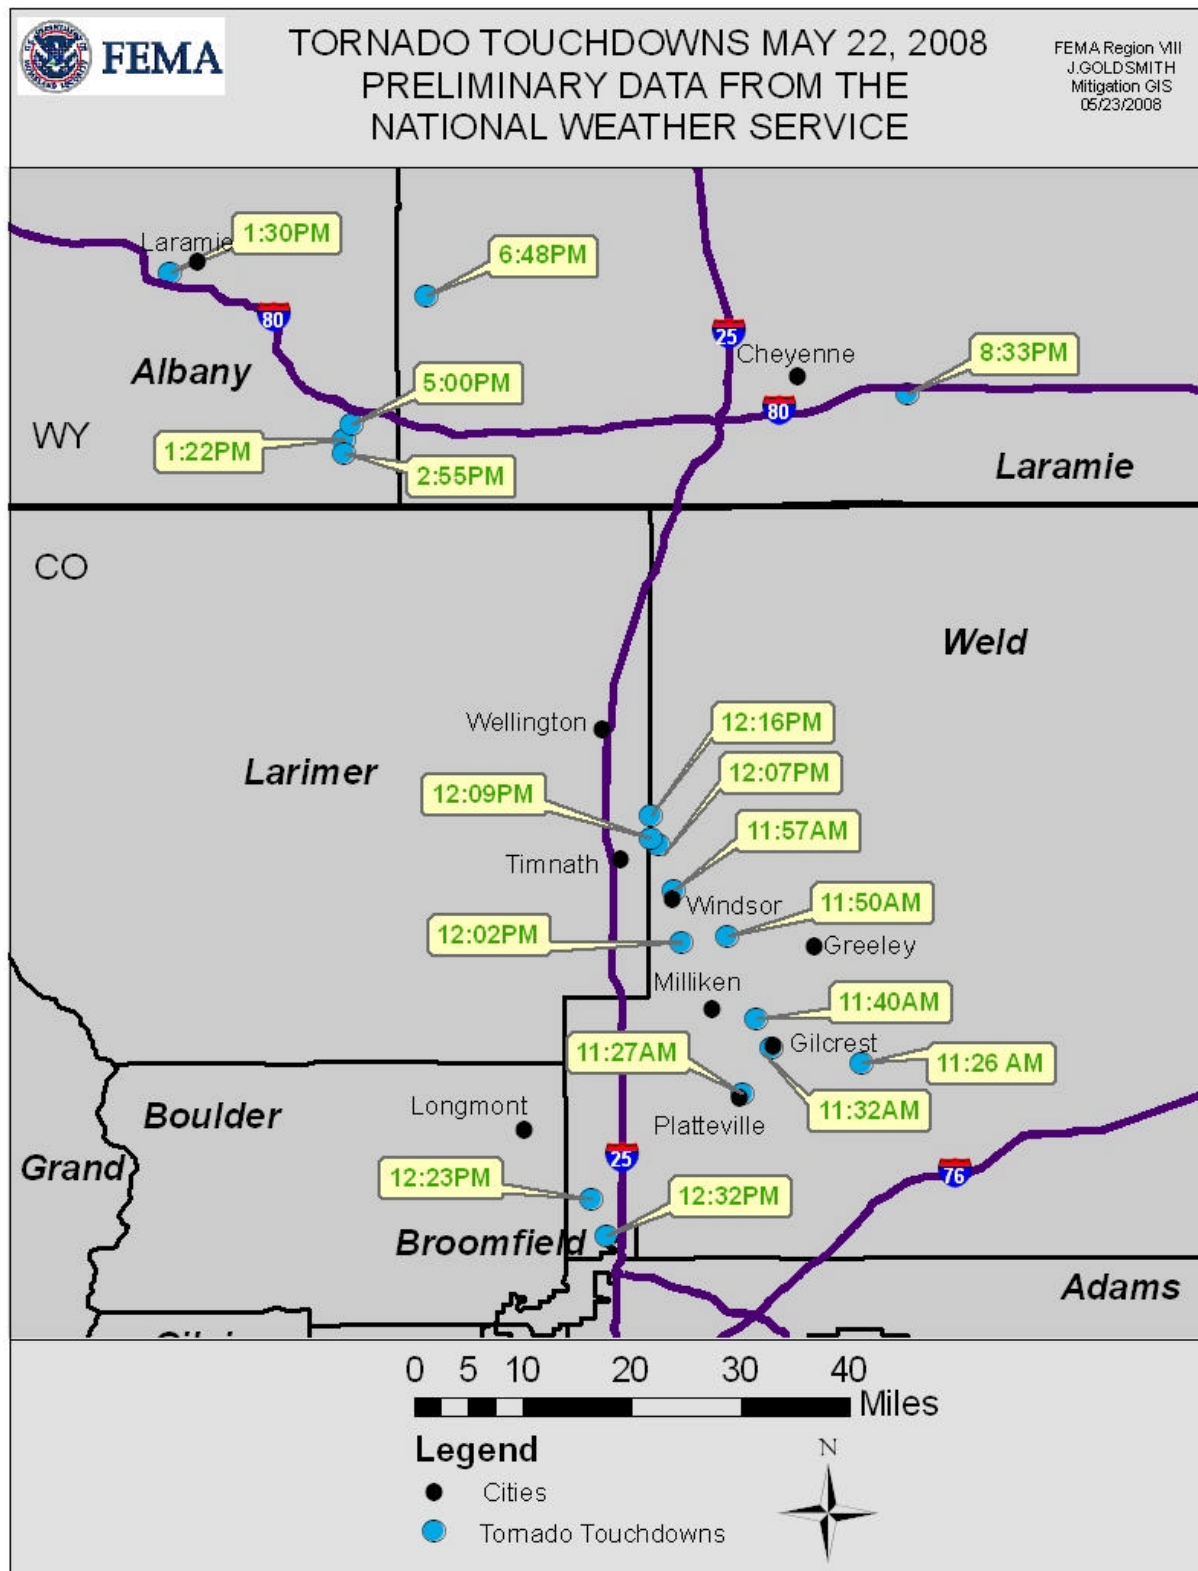 FEMA
TORNADO TOUCHDOWNS MAY 22, 2008
PRELIMINARY DATA FROM THE
NATIONAL WEATHER SERVICE
FEMA Region VIII
J.GOLDSMITH
Mitigation GIS
05/23/2008
1:30PM
Laramie
6:48PM
80
25
8:33PM
Cheyenne
Albany
5:00PM
80
WY
1:22PM
2:55PM
Laramie
CO
Weld
Wellington
12:16PM
Larimer
12:07PM
12:09PM
11:57AM
Timnath
Windsor
11:50AM
12:02PM
Greeley
Milliken
11:40AM
11:27AM
Gilcrest
11:26 AM
Boulder
Longmont
11:32AM
Platteville
Grand
25
76
12:23PM
12:32PM
Broomfield
Adams
0 5 10 20 30 40
Miles
Legend
N
Cities
Tornado Touchdowns